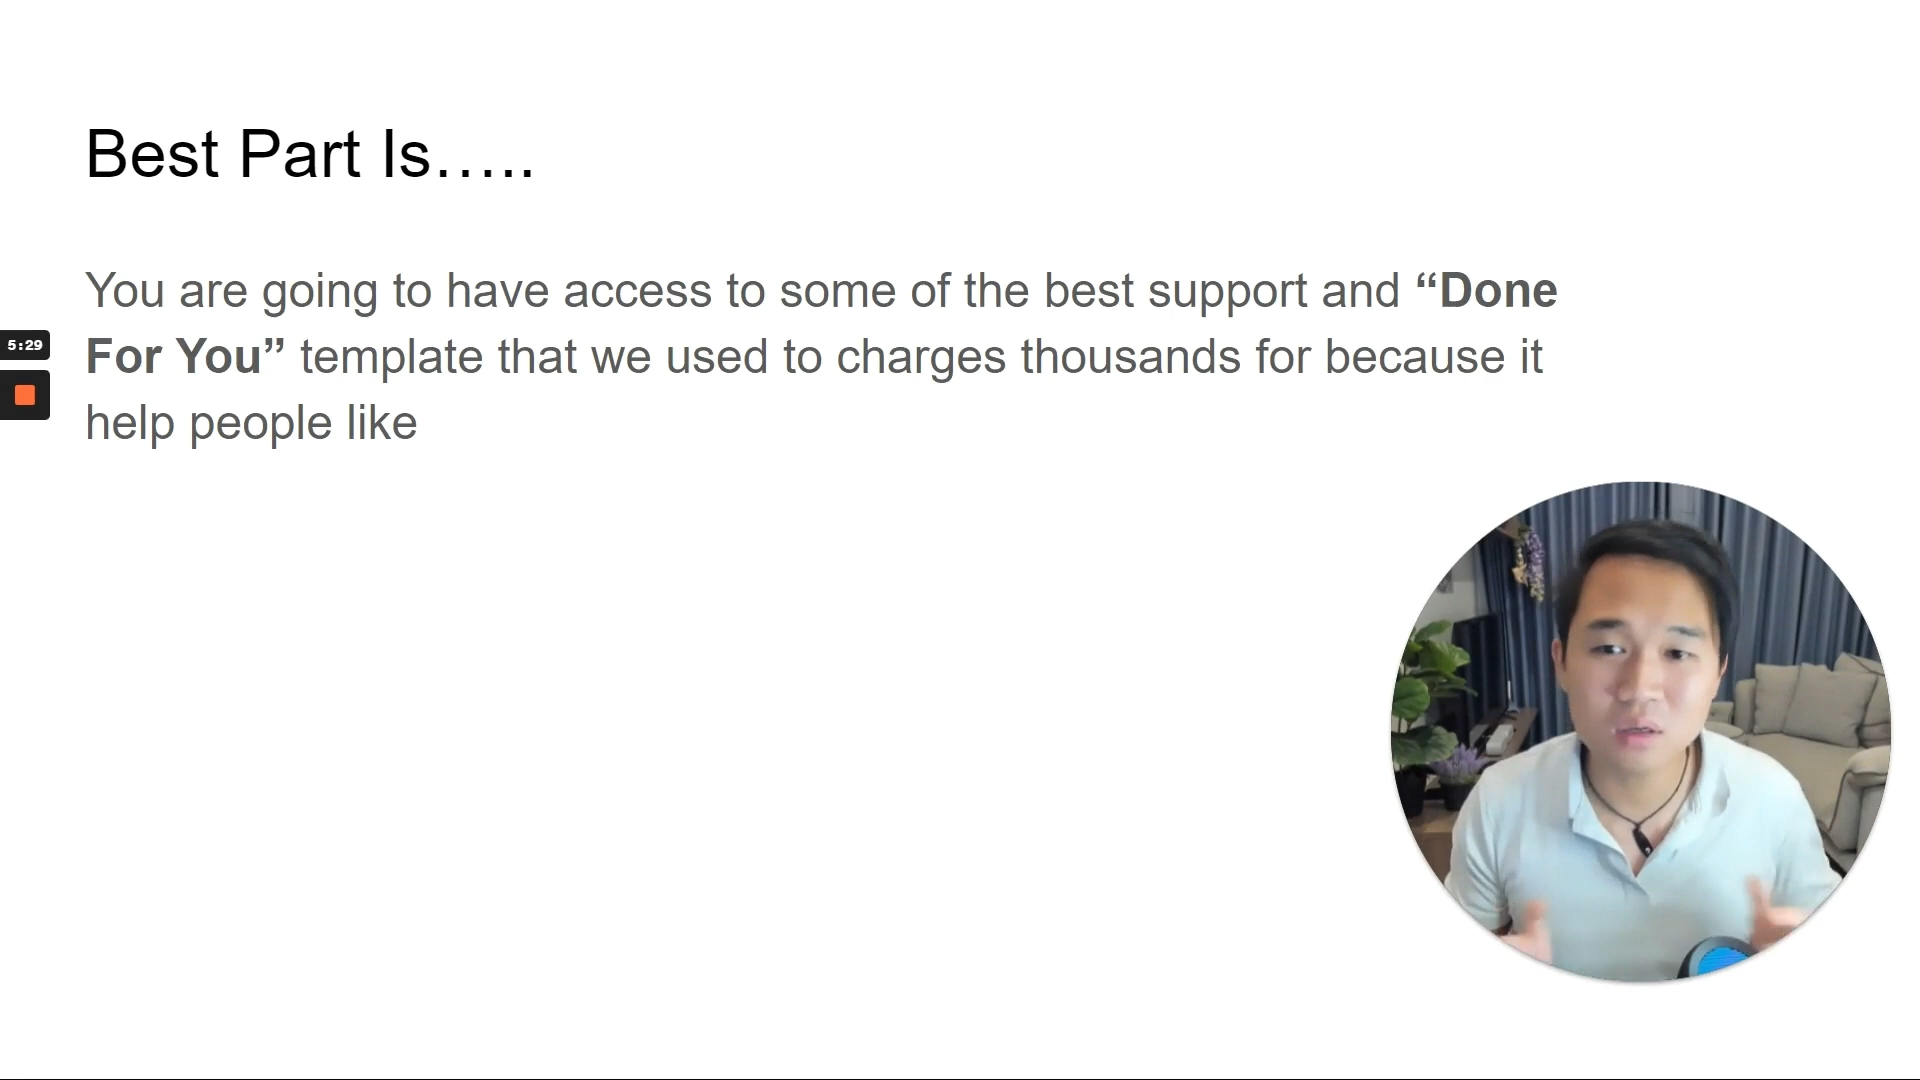 Best Part Is…..
You are going to have access to some of the best support and “Done
For You” template that we used to charges thousands for because it
help people like
5:29